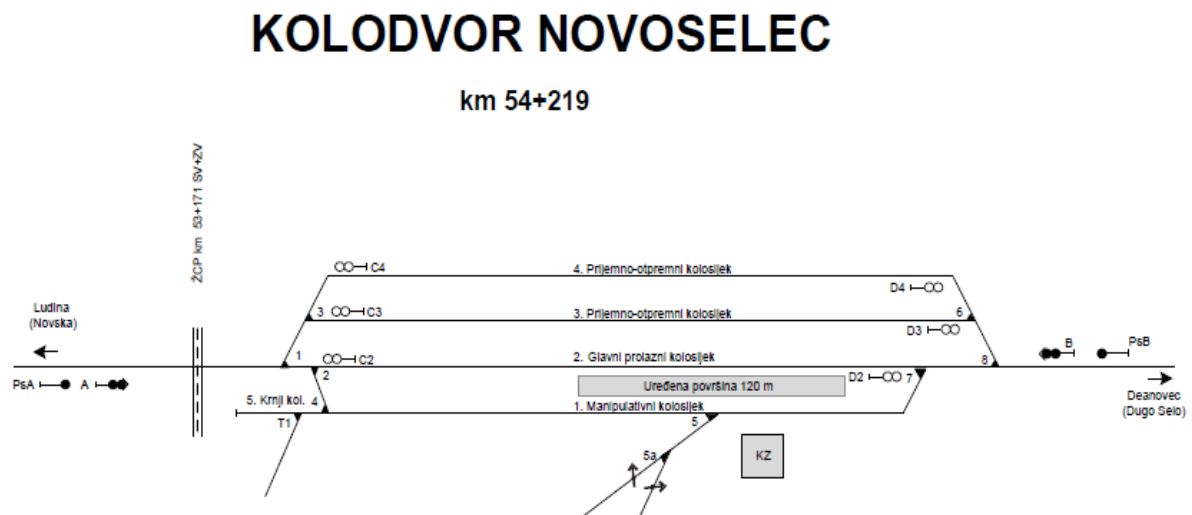 KOLODVOR NOVOSELEC
km 54+219
ŽCP km 53+171 SV+ZV
C4
4. Prijemno-otpremni kolosijek
D4
Ludina
(Novska)
3
C3
3. Prijemno-otpremni kolosijek
6
D3
1
C2
2. Glavni prolazni kolosijek
8
B
PsB
PsA
A
2
Uređena površina 120 m
D2
7
Deanovec
(Dugo Selo)
5. Krnji kol.
4
1. Manipulativni kolosijek
T1
5
5a
KZ